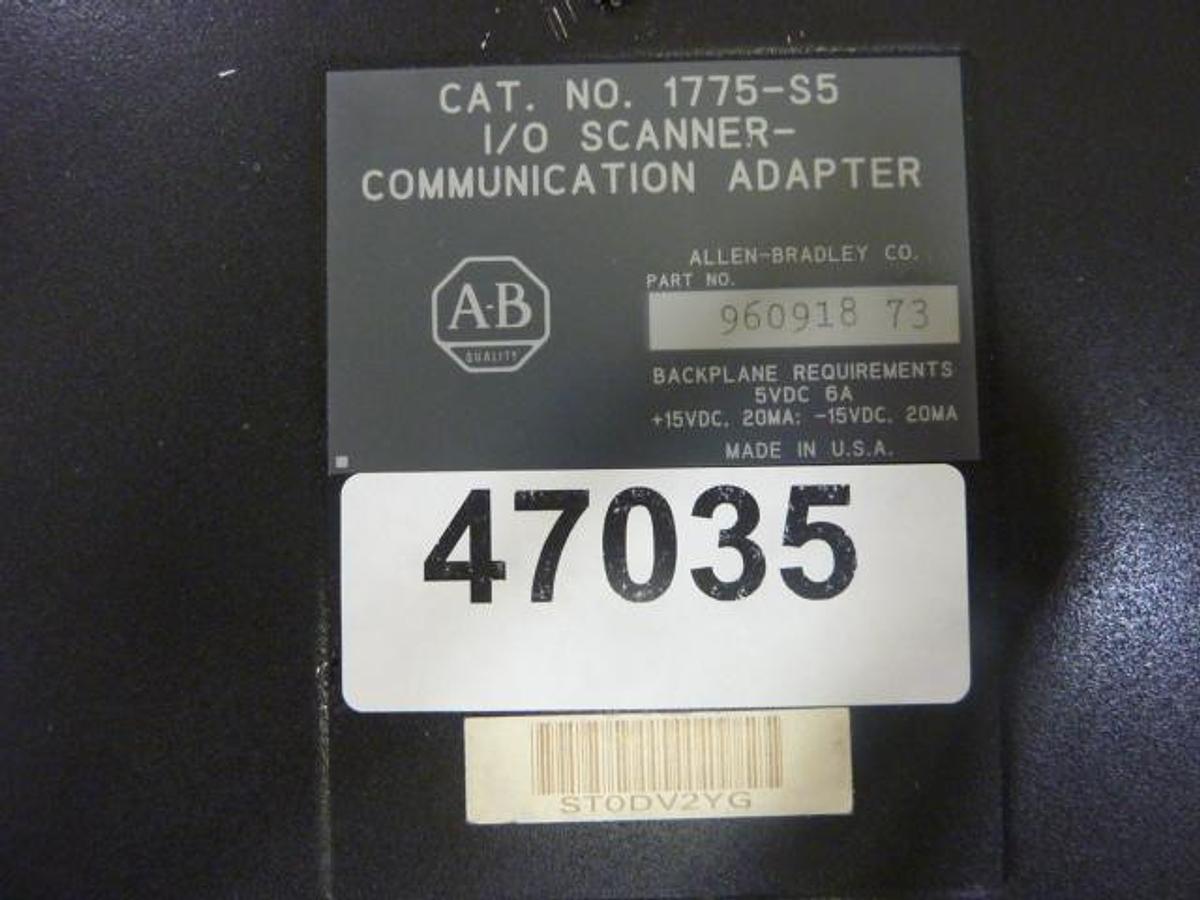 CAT. NO. 1775-S5
I/O SCANNER-
COMMUNICATION ADAPTER
A-B
QUALITY
ALLEN-BRADLEY CO.
PART NO.
960918 73
BACKPLANE REQUIREMENTS
5VDC 6A
+15VDC, 20MA; -15VDC, 20MA
MADE IN U.S.A.
47035
ST0DV2YG